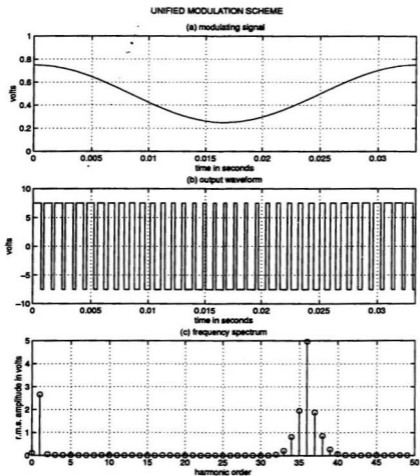 UNIFIED MODULATION SCHEME
(a) modulating signal
1
0.8
0.6
0.4
0.2
0
volts
0 0.005 0.01 0.015 0.02 0.025 0.03
time in seconds
(b) output waveform
10
5
0
−5
−10
volts
0 0.005 0.01 0.015 0.02 0.025 0.03
time in seconds
(c) frequency spectrum
5
4
3
2
1
0
r.m.s. amplitude in volts
0 5 10 15 20 25 30 35 40 45 50
harmonic order